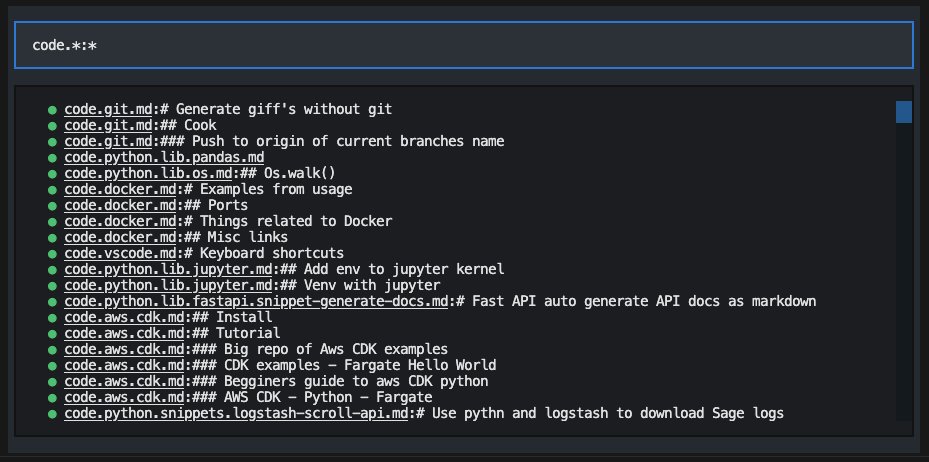 code.*:*
code.git.md:# Generate giff's without git
code.git.md:## Cook
code.git.md:### Push to origin of current branches name
code.python.lib.pandas.md
code.python.lib.os.md:## Os.walk()
code.docker.md:# Examples from usage
code.docker.md:## Ports
code.docker.md:# Things related to Docker
code.docker.md:## Misc links
code.vscode.md:# Keyboard shortcuts
code.python.lib.jupyter.md:## Add env to jupyter kernel
code.python.lib.jupyter.md:## Venv with jupyter
code.python.lib.fastapi.snippet-generate-docs.md:# Fast API auto generate API docs as markdown
code.aws.cdk.md:## Install
code.aws.cdk.md:## Tutorial
code.aws.cdk.md:### Big repo of Aws CDK examples
code.aws.cdk.md:### CDK examples - Fargate Hello World
code.aws.cdk.md:### Begginers guide to aws CDK python
code.aws.cdk.md:### AWS CDK - Python - Fargate
code.python.snippets.logstash-scroll-api.md:# Use pythn and logstash to download Sage logs